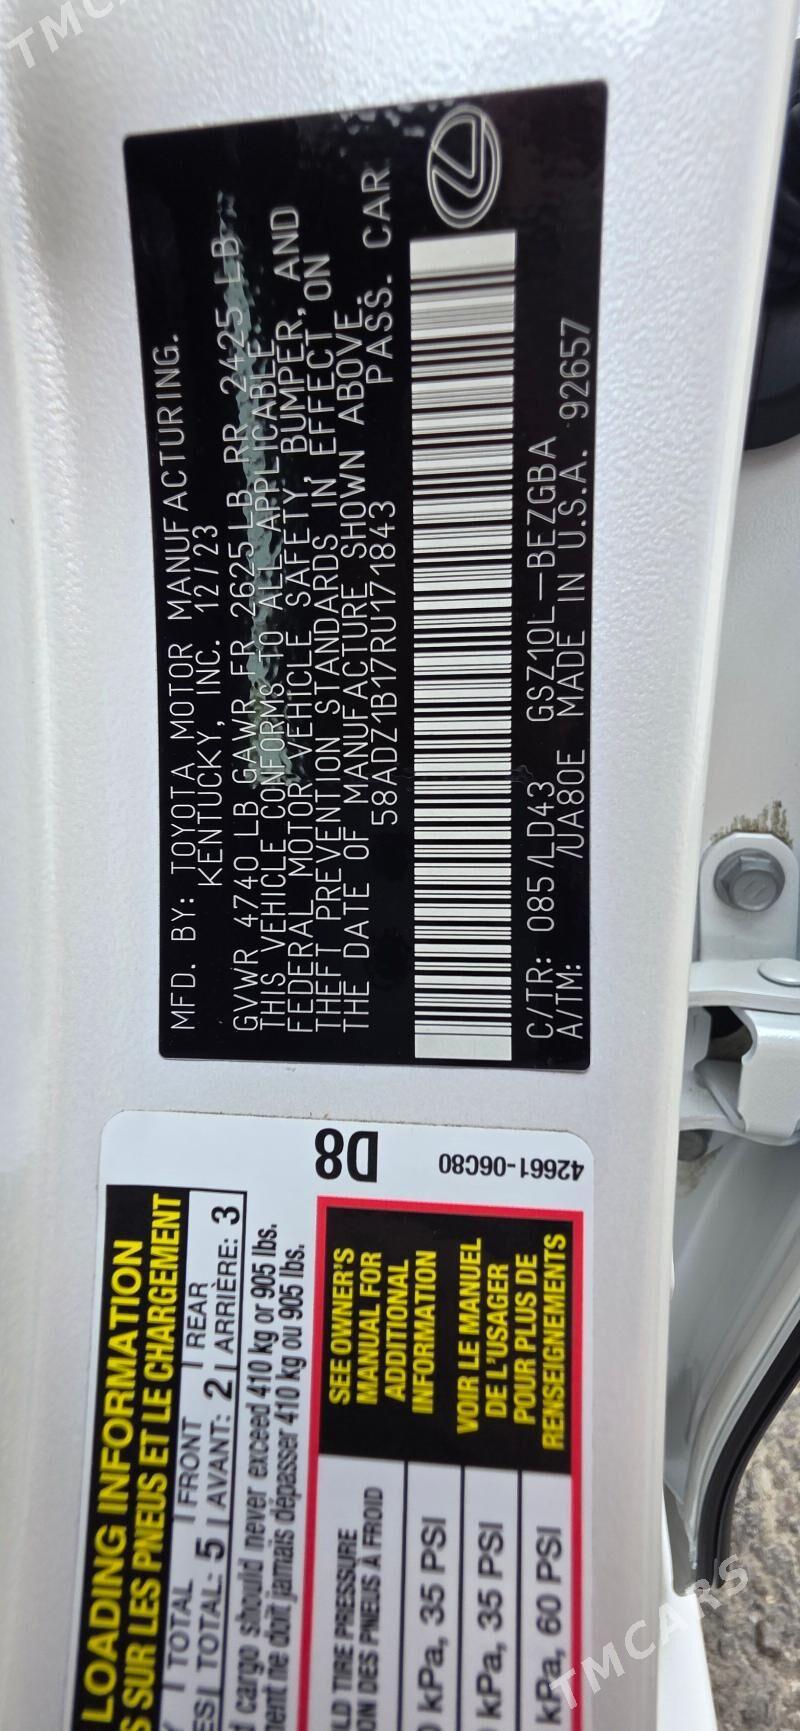 MFD. BY: TOYOTA MOTOR MANUFACTURING.
KENTUCKY, INC. 12/23
GVWR 4740 LB GAWR FR 2625 LB RR 2425 LB
THIS VEHICLE CONFORMS TO ALL APPLICABLE
FEDERAL MOTOR VEHICLE SAFETY, BUMPER, AND
THEFT PREVENTION STANDARDS IN EFFECT ON
THE DATE OF MANUFACTURE SHOWN ABOVE.
58ADZ1B17RU171843 PASS. CAR
C/TR: 085/LD43 GSZ10L-BEZGBA
A/TM: /UA80E MADE IN U.S.A. 92657
D8
42661-06C80
LOADING INFORMATION
SUR LES PNEUS ET LE CHARGEMENT
TOTAL FRONT REAR
TOTAL: 5 AVANT: 2 ARRIÈRE: 3
cargo should never exceed 410 kg or 905 lbs.
ne doit jamais dépasser 410 kg ou 905 lbs.
TIRE PRESSURE
DES PNEUS À FROID
SEE OWNER'S
MANUAL FOR
ADDITIONAL
INFORMATION
VOIR LE MANUEL
DE L'USAGER
POUR PLUS DE
RENSEIGNEMENTS
kPa, 35 PSI
kPa, 35 PSI
kPa, 60 PSI
TMCARS